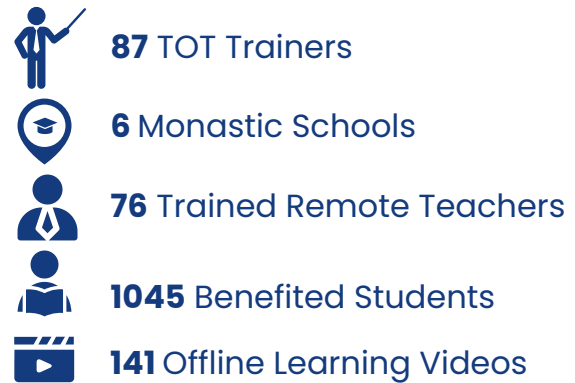 87 TOT Trainers
6 Monastic Schools
76 Trained Remote Teachers
1045 Benefited Students
141 Offline Learning Videos